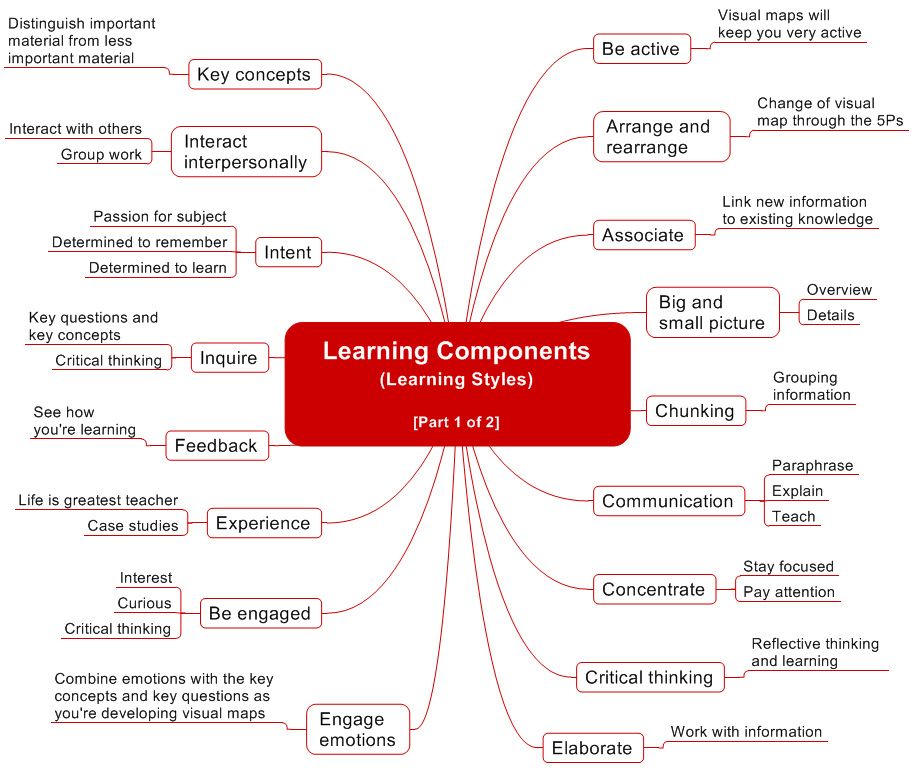 Learning Components
(Learning Styles)
[Part 1 of 2]
Be active
Visual maps will
keep you very active
Arrange and
rearrange
Change of visual
map through the 5Ps
Associate
Link new information
to existing knowledge
Big and
small picture
Overview
Details
Chunking
Grouping
information
Communication
Paraphrase
Explain
Teach
Concentrate
Stay focused
Pay attention
Critical thinking
Reflective thinking
and learning
Elaborate
Work with information
Engage
emotions
Combine emotions with the key
concepts and key questions as
you're developing visual maps
Be engaged
Interest
Curious
Critical thinking
Experience
Life is greatest teacher
Case studies
Feedback
See how
you're learning
Inquire
Key questions and
key concepts
Critical thinking
Intent
Passion for subject
Determined to remember
Determined to learn
Interact
interpersonally
Interact with others
Group work
Key concepts
Distinguish important
material from less
important material